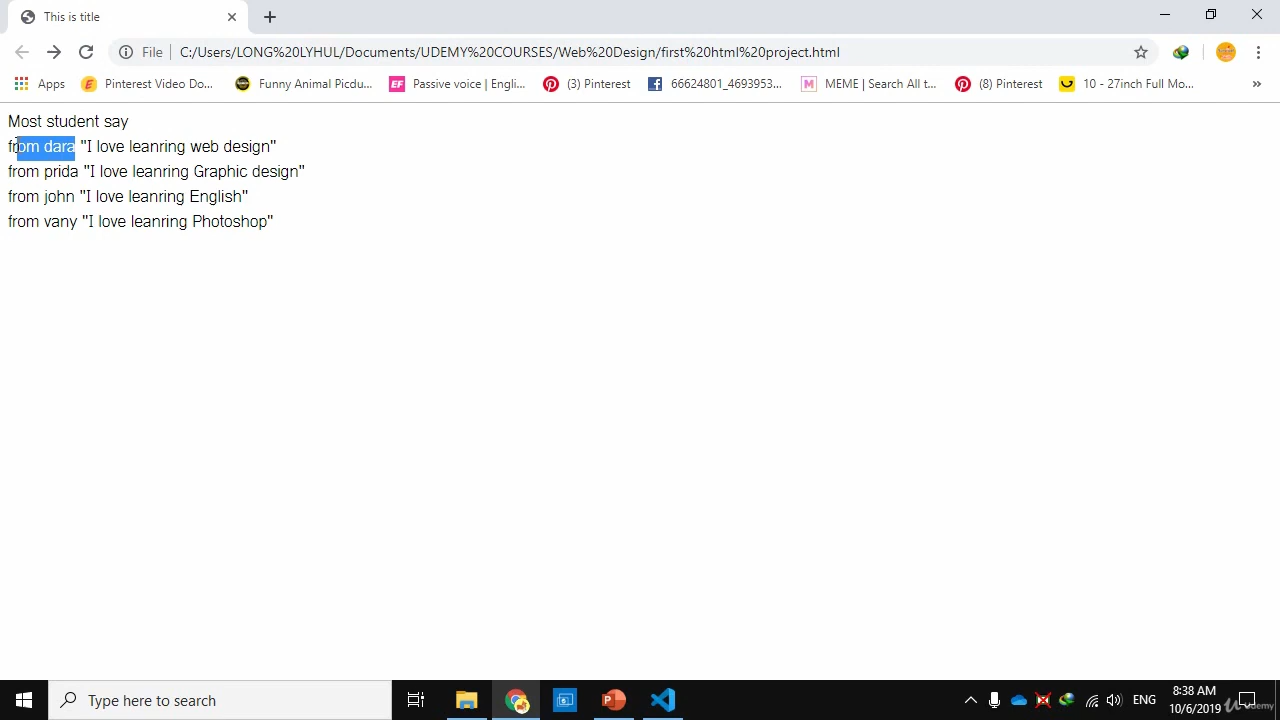 This is title
File
C:/Users/LONG%20LYHUL/Documents/UDEMY%20COURSES/Web%20Design/first%20html%20project.html
Apps
Pinterest Video Do...
Funny Animal Picdu...
EF
Passive voice | Engli...
(3) Pinterest
66624801_4693953...
M
MEME | Search All t...
(8) Pinterest
10 - 27inch Full Mo...
»
Most student say
from dara "I love leanring web design"
from prida "I love leanring Graphic design"
from john "I love leanring English"
from vany "I love leanring Photoshop"
Type here to search
ENG
8:38 AM
10/6/2019
Udemy